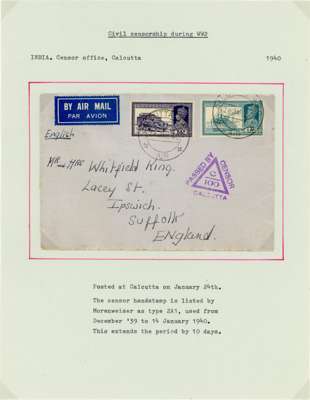 Civil censorship during WW2
INDIA. Censor office, Calcutta 1940
BY AIR MAIL
PAR AVION
English
Whitfield King.
Lacey St.
Ipswich.
Suffolk
England.
PASSED BY CENSOR
C
100
CALCUTTA
Posted at Calcutta on January 24th.
The censor handstamp is listed by
Morenweiser as type 2A1, used from
December '39 to 14 January 1940.
This extends the period by 10 days.